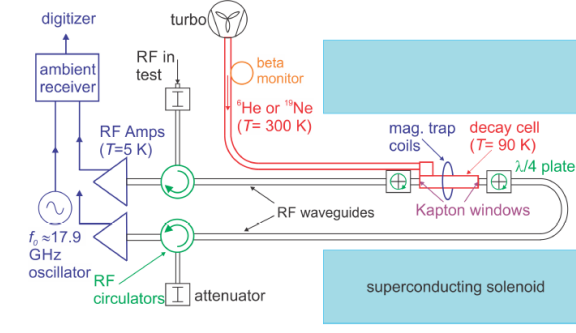 digitizer
turbo
ambient
receiver
RF in
test
beta
monitor
⁶He or ¹⁹Ne
(T= 300 K)
RF Amps
(T=5 K)
mag. trap
coils
decay cell
(T= 90 K)
λ/4 plate
Kapton windows
RF waveguides
f₀ ≈17.9
GHz
oscillator
RF
circulators
attenuator
superconducting solenoid